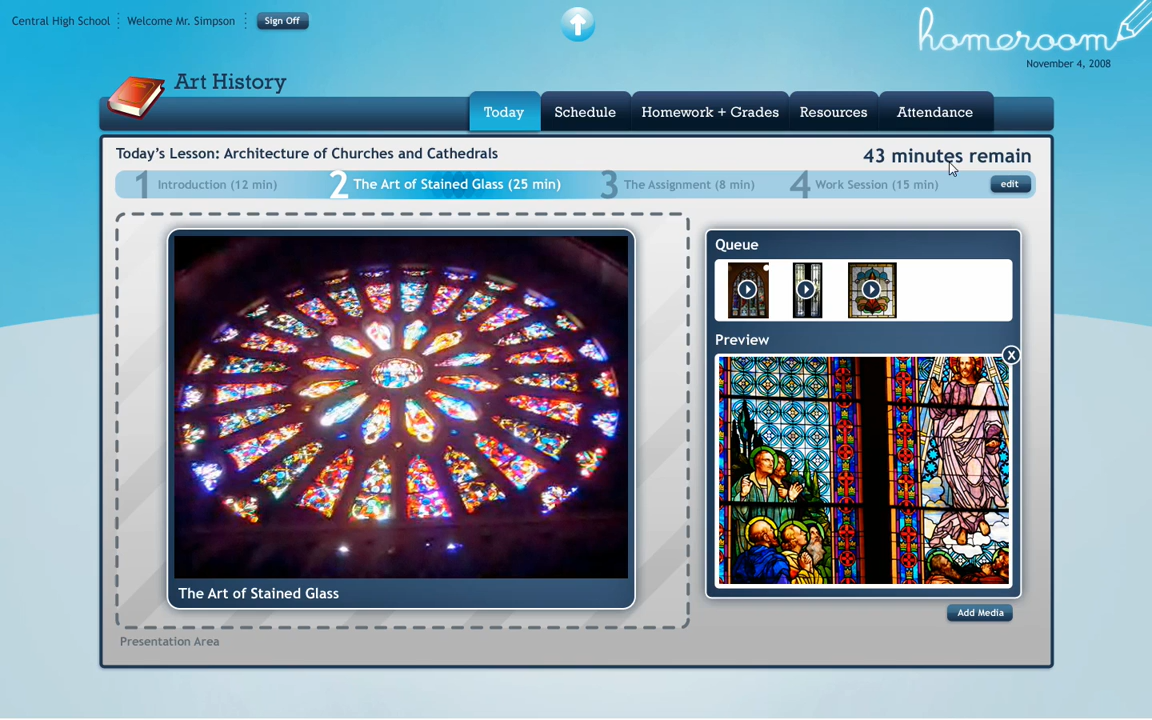 Central High School
Welcome Mr. Simpson
Sign Off
homeroom
November 4, 2008
Art History
Today
Schedule
Homework + Grades
Resources
Attendance
Today's Lesson: Architecture of Churches and Cathedrals
43 minutes remain
1 Introduction (12 min)
2 The Art of Stained Glass (25 min)
3 The Assignment (8 min)
4 Work Session (15 min)
edit
Queue
Preview
X
The Art of Stained Glass
Add Media
Presentation Area